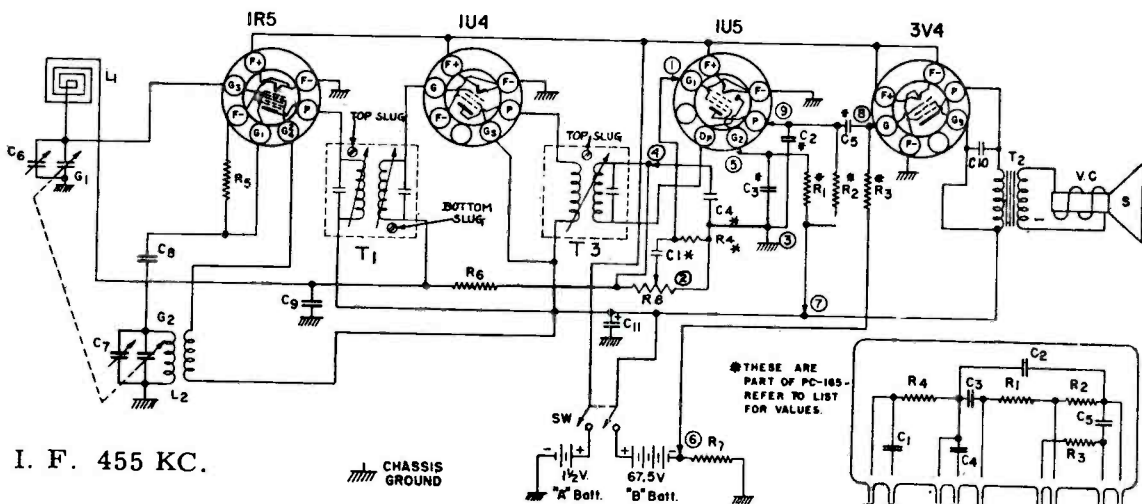 1R5 1U4 1U5 3V4
L1
C6
G1
F+ F- G3 P F- G1 G2
R5
C8
G2
C7
L2
TOP SLUG
BOTTOM SLUG
T1
F+ F- G P F- G3
C9
R6
TOP SLUG
T3
④
C4
①
F+ F- G1 P DP G2
⑤
⑨
C2
*
C3
*
③
R4
*
C1*
②
R8
*
R1
*
R2
C5
*
⑧
*
R3
⑦
F+ F- P G G3 F-
C10
T2
V.C
S
C11
SW
- +
1½V.
"A" Batt.
+ -
67.5V
"B" Batt.
⑥
R7
CHASSIS
GROUND
*THESE ARE
PART OF PC-165-
REFER TO LIST
FOR VALUES.
C2
R4 C3 R1 R2
C5
C1
C4
R3
I. F. 455 KC.